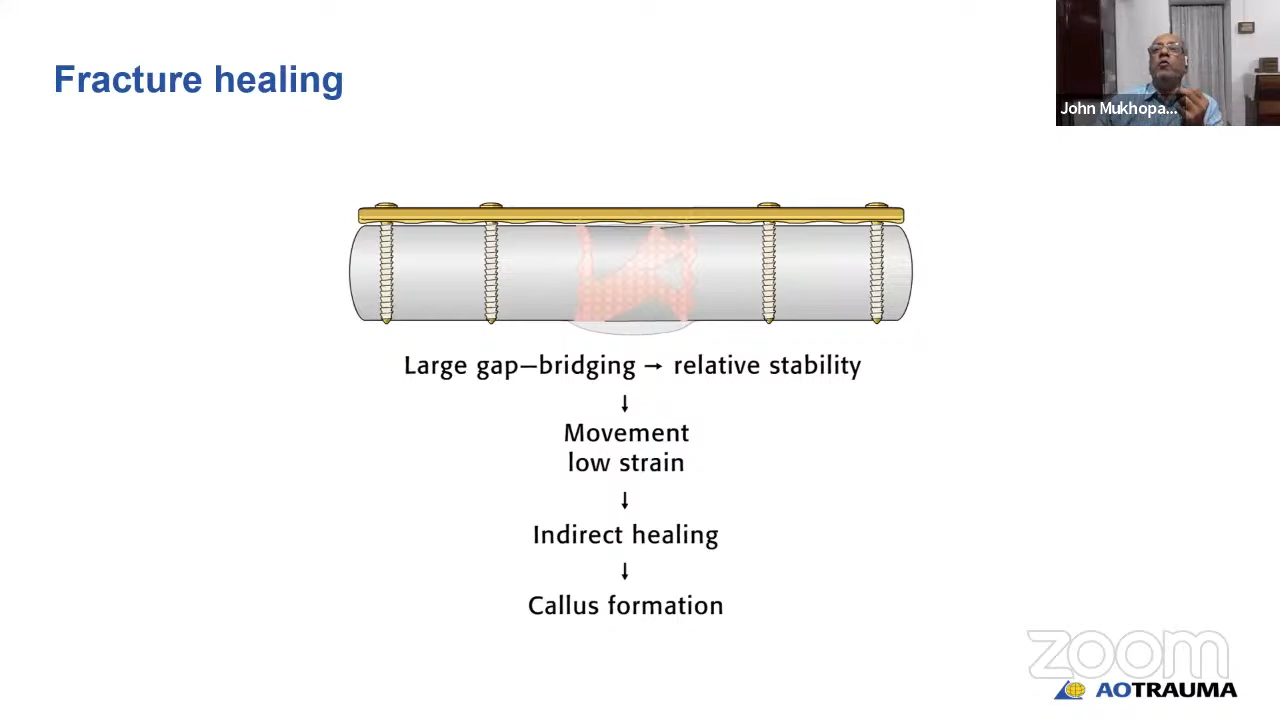 Fracture healing
John Mukhopa...
Large gap—bridging → relative stability
↓
Movement
low strain
↓
Indirect healing
↓
Callus formation
zoom
AOTRAUMA